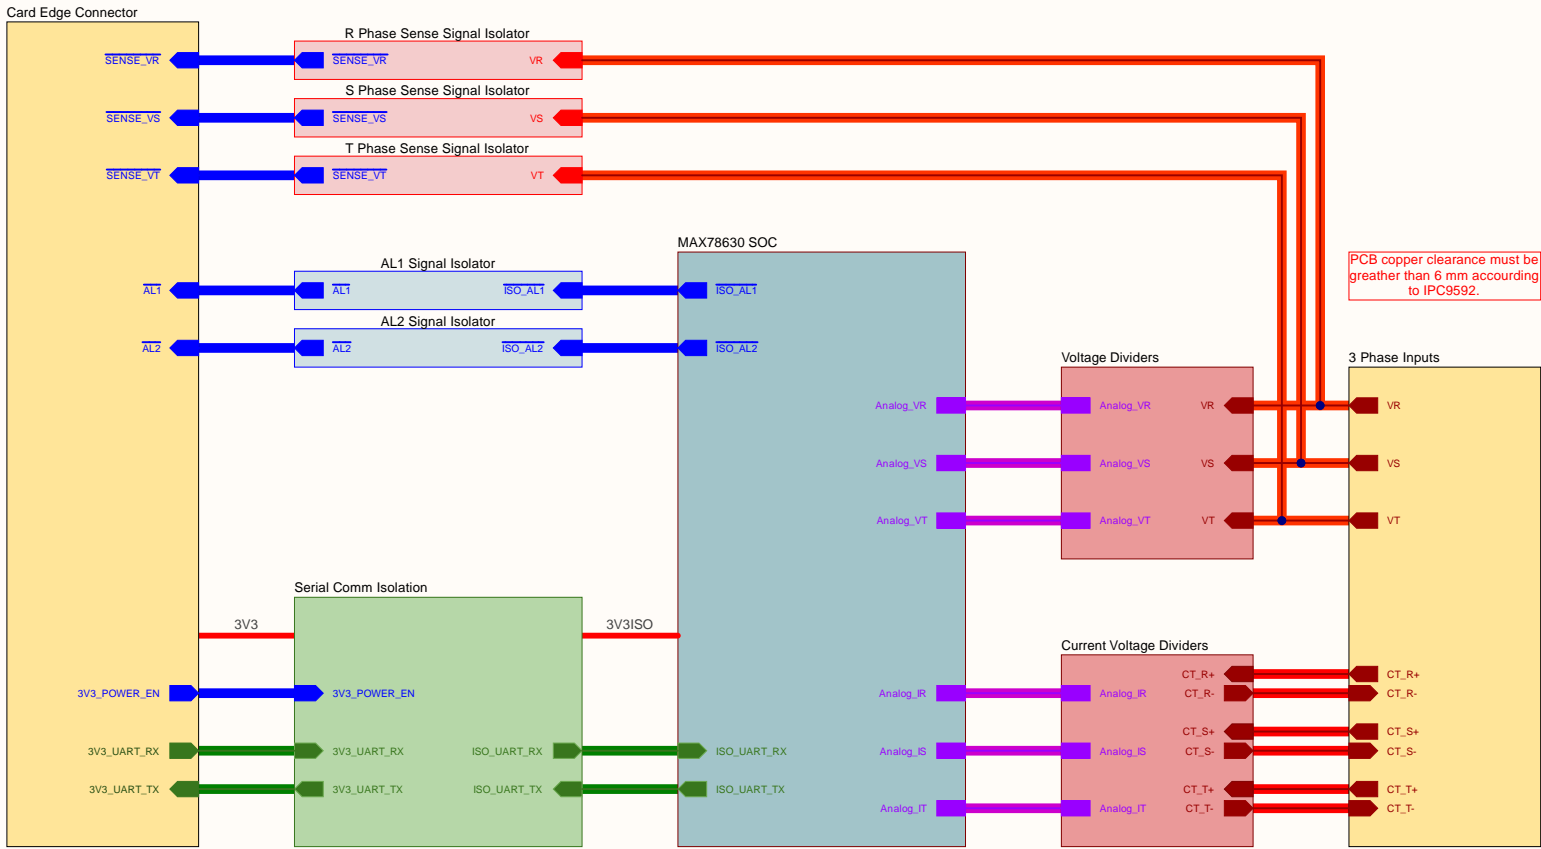 Card Edge Connector
R Phase Sense Signal Isolator
SENSE_VR
SENSE_VR
VR
S Phase Sense Signal Isolator
SENSE_VS
SENSE_VS
VS
T Phase Sense Signal Isolator
SENSE_VT
SENSE_VT
VT
MAX78630 SOC
AL1 Signal Isolator
AL1
AL1
ISO_AL1
ISO_AL1
AL2 Signal Isolator
AL2
AL2
ISO_AL2
ISO_AL2
PCB copper clearance must be
greather than 6 mm accourding
to IPC9592.
Voltage Dividers
3 Phase Inputs
Analog_VR
Analog_VR
VR
VR
Analog_VS
Analog_VS
VS
VS
Analog_VT
Analog_VT
VT
VT
Serial Comm Isolation
3V3
3V3ISO
Current Voltage Dividers
CT_R+
CT_R+
3V3_POWER_EN
3V3_POWER_EN
Analog_IR
Analog_IR
CT_R-
CT_R-
CT_S+
CT_S+
3V3_UART_RX
3V3_UART_RX
ISO_UART_RX
ISO_UART_RX
Analog_IS
Analog_IS
CT_S-
CT_S-
3V3_UART_TX
3V3_UART_TX
ISO_UART_TX
ISO_UART_TX
CT_T+
CT_T+
Analog_IT
Analog_IT
CT_T-
CT_T-